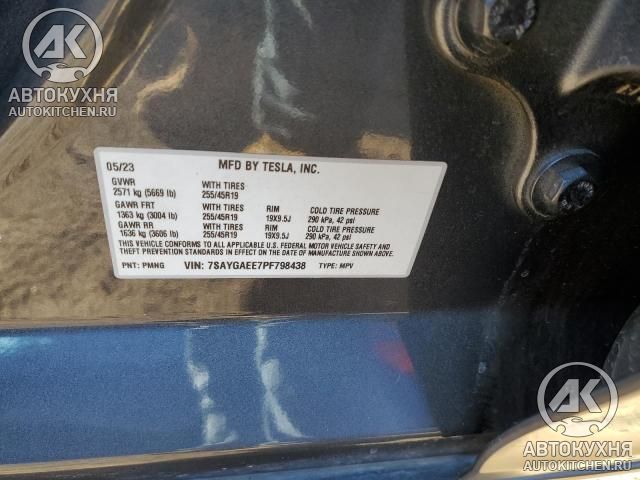 AK
АВТОКУХНЯ
AUTOKITCHEN.RU
05/23 MFD BY TESLA, INC.
GVWR WITH TIRES
2571 kg (5669 lb) 255/45R19
GAWR FRT WITH TIRES RIM COLD TIRE PRESSURE
1363 kg (3004 lb) 255/45R19 19X9.5J 290 kPa, 42 psi
GAWR RR WITH TIRES RIM COLD TIRE PRESSURE
1636 kg (3606 lb) 255/45R19 19X9.5J 290 kPa, 42 psi
THIS VEHICLE CONFORMS TO ALL APPLICABLE U.S. FEDERAL MOTOR VEHICLE SAFETY AND
THEFT PREVENTION STANDARDS IN EFFECT ON THE DATE OF MANUFACTURE SHOWN ABOVE.
PNT: PMNG VIN: 7SAYGAEE7PF798438 TYPE: MPV
AK
АВТОКУХНЯ
AUTOKITCHEN.RU